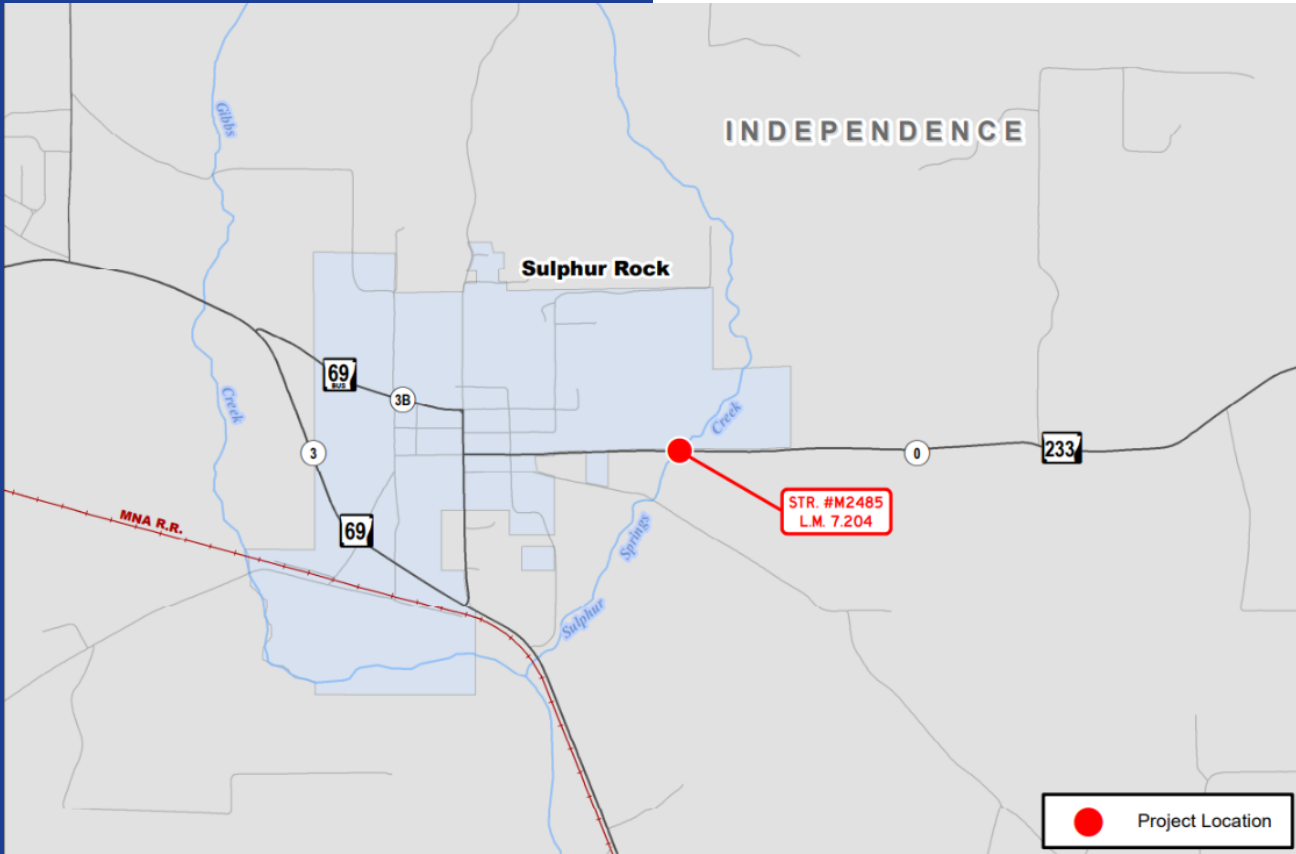 Gibbs
INDEPENDENCE
Sulphur Rock
69
BUS
3B
Creek
Creek
3
0
233
STR. #M2485
L.M. 7.204
MNA R.R.
69
Springs
Sulphur
Project Location